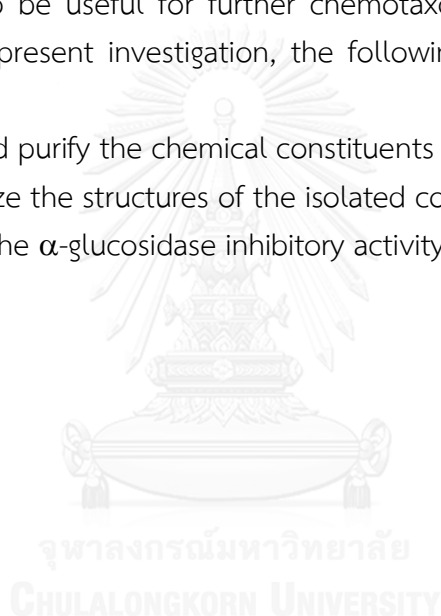 o be useful for further chemotaxo
present investigation, the followin
d purify the chemical constituents
ze the structures of the isolated co
he α-glucosidase inhibitory activity
จุฬาลงกรณ์มหาวิทยาลัย
CHULALONGKORN UNIVERSITY